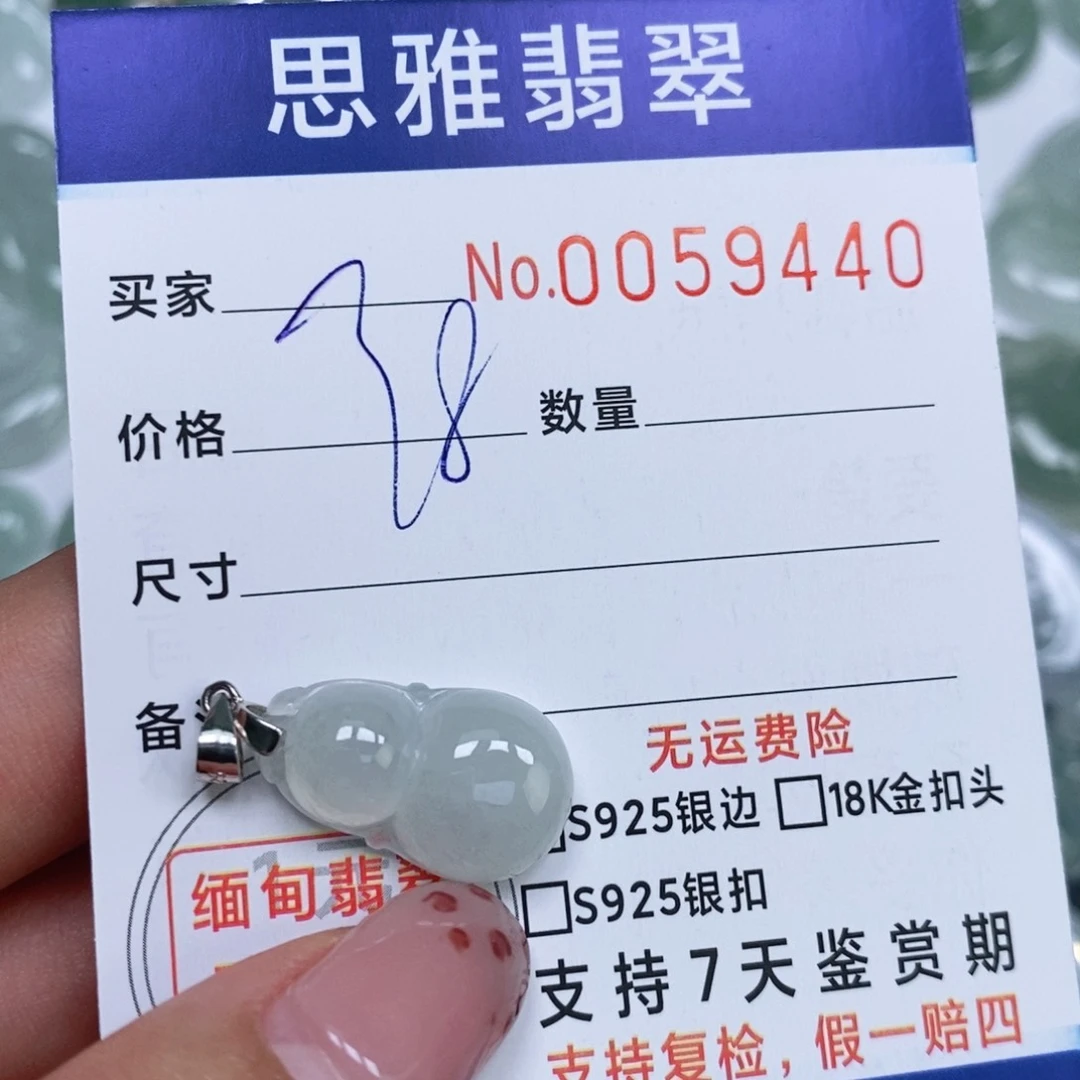 思雅翡翠
No.0059440
买家
价格 78 数量
尺寸
备
无运费险
S925银边 □18K金扣头
缅甸翡翠 □S925银扣
支持7天鉴赏期
支持复检，假一赔四